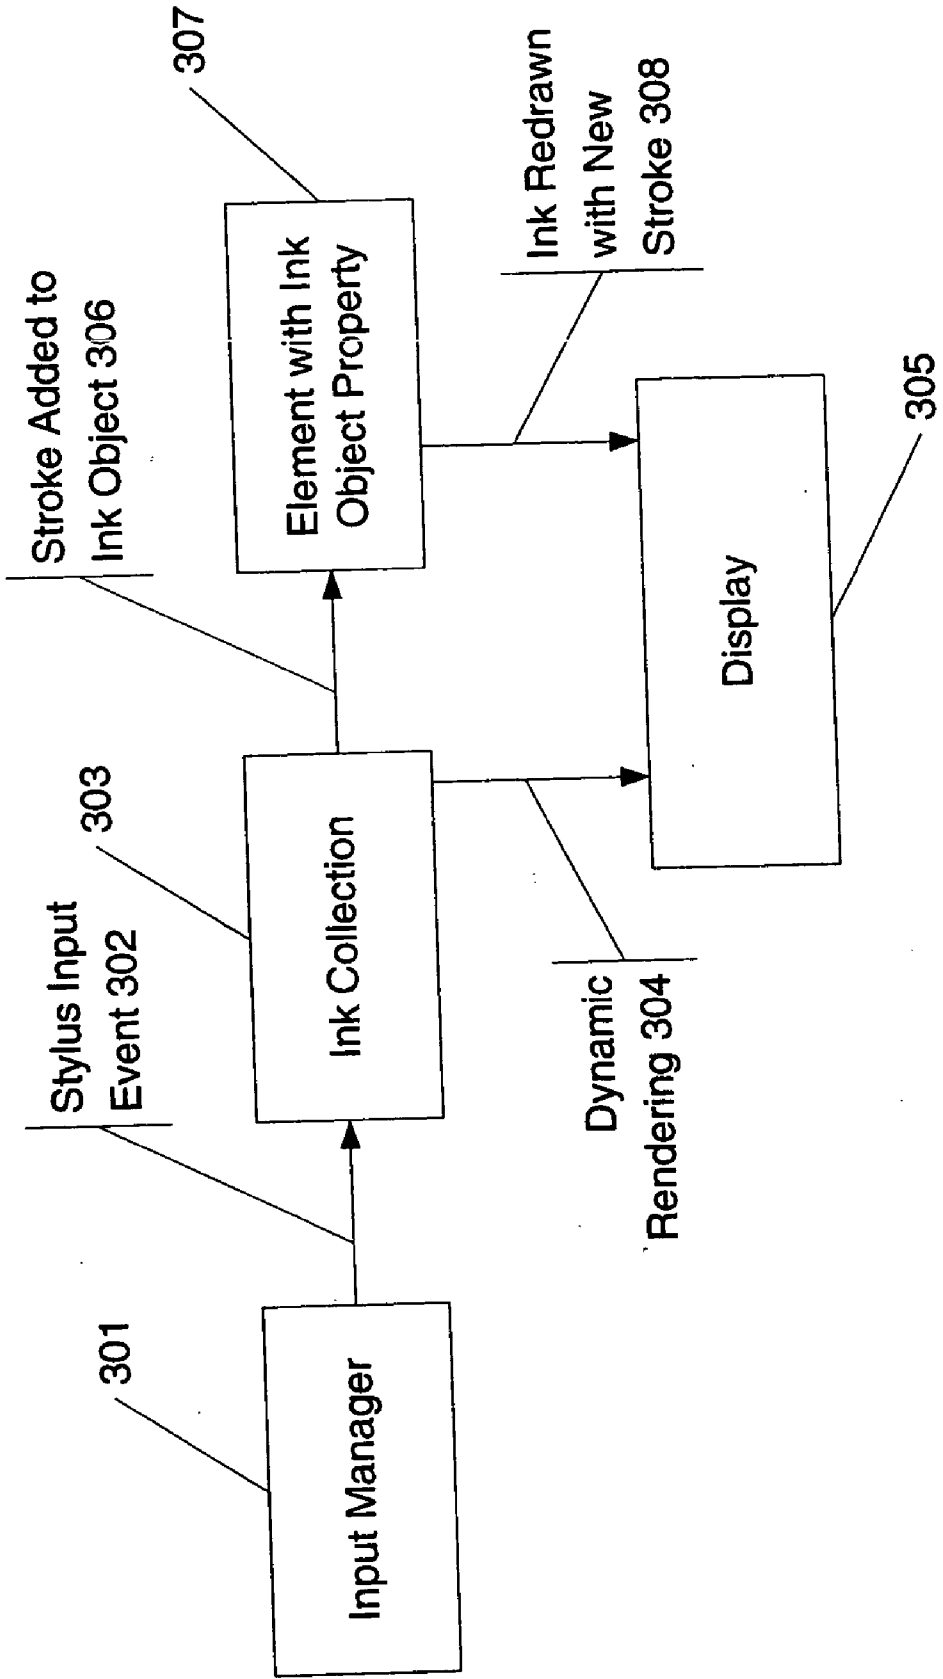 301
Input Manager
Stylus Input
Event 302
303
Ink Collection
Dynamic
Rendering 304
Stroke Added to
Ink Object 306
307
Element with Ink
Object Property
Ink Redrawn
with New
Stroke 308
Display
305